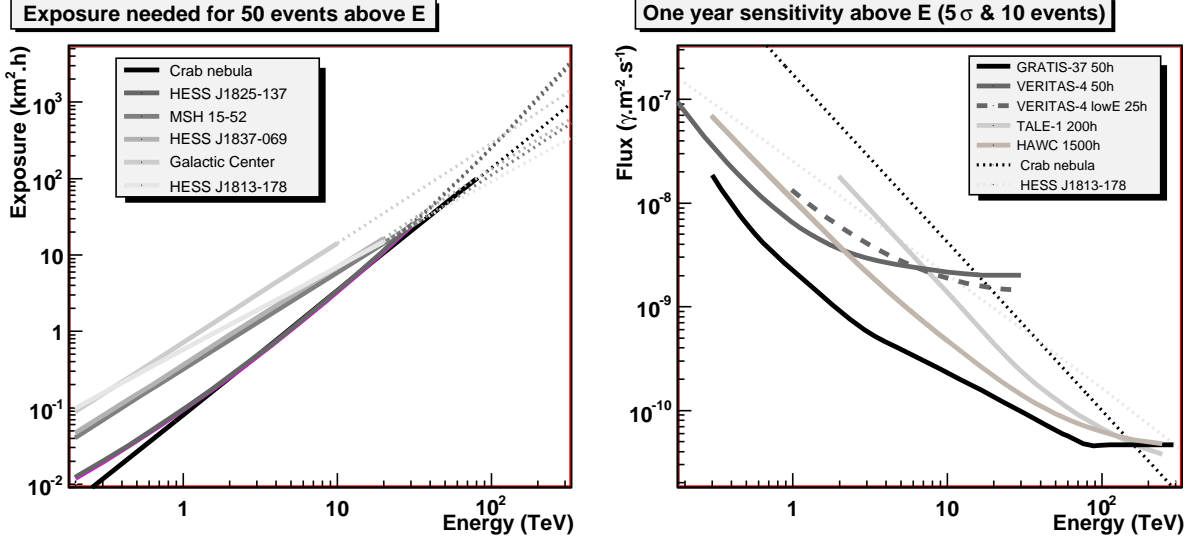 Exposure needed for 50 events above E
Exposure (km².h)
10³
10²
10
1
10⁻¹
10⁻²
Crab nebula
HESS J1825-137
MSH 15-52
HESS J1837-069
Galactic Center
HESS J1813-178
1
10
10²
Energy (TeV)
One year sensitivity above E (5σ & 10 events)
Flux (γ.m⁻².s⁻¹)
10⁻⁷
10⁻⁸
10⁻⁹
10⁻¹⁰
GRATIS-37 50h
VERITAS-4 50h
VERITAS-4 lowE 25h
TALE-1 200h
HAWC 1500h
Crab nebula
HESS J1813-178
1
10
10²
Energy (TeV)